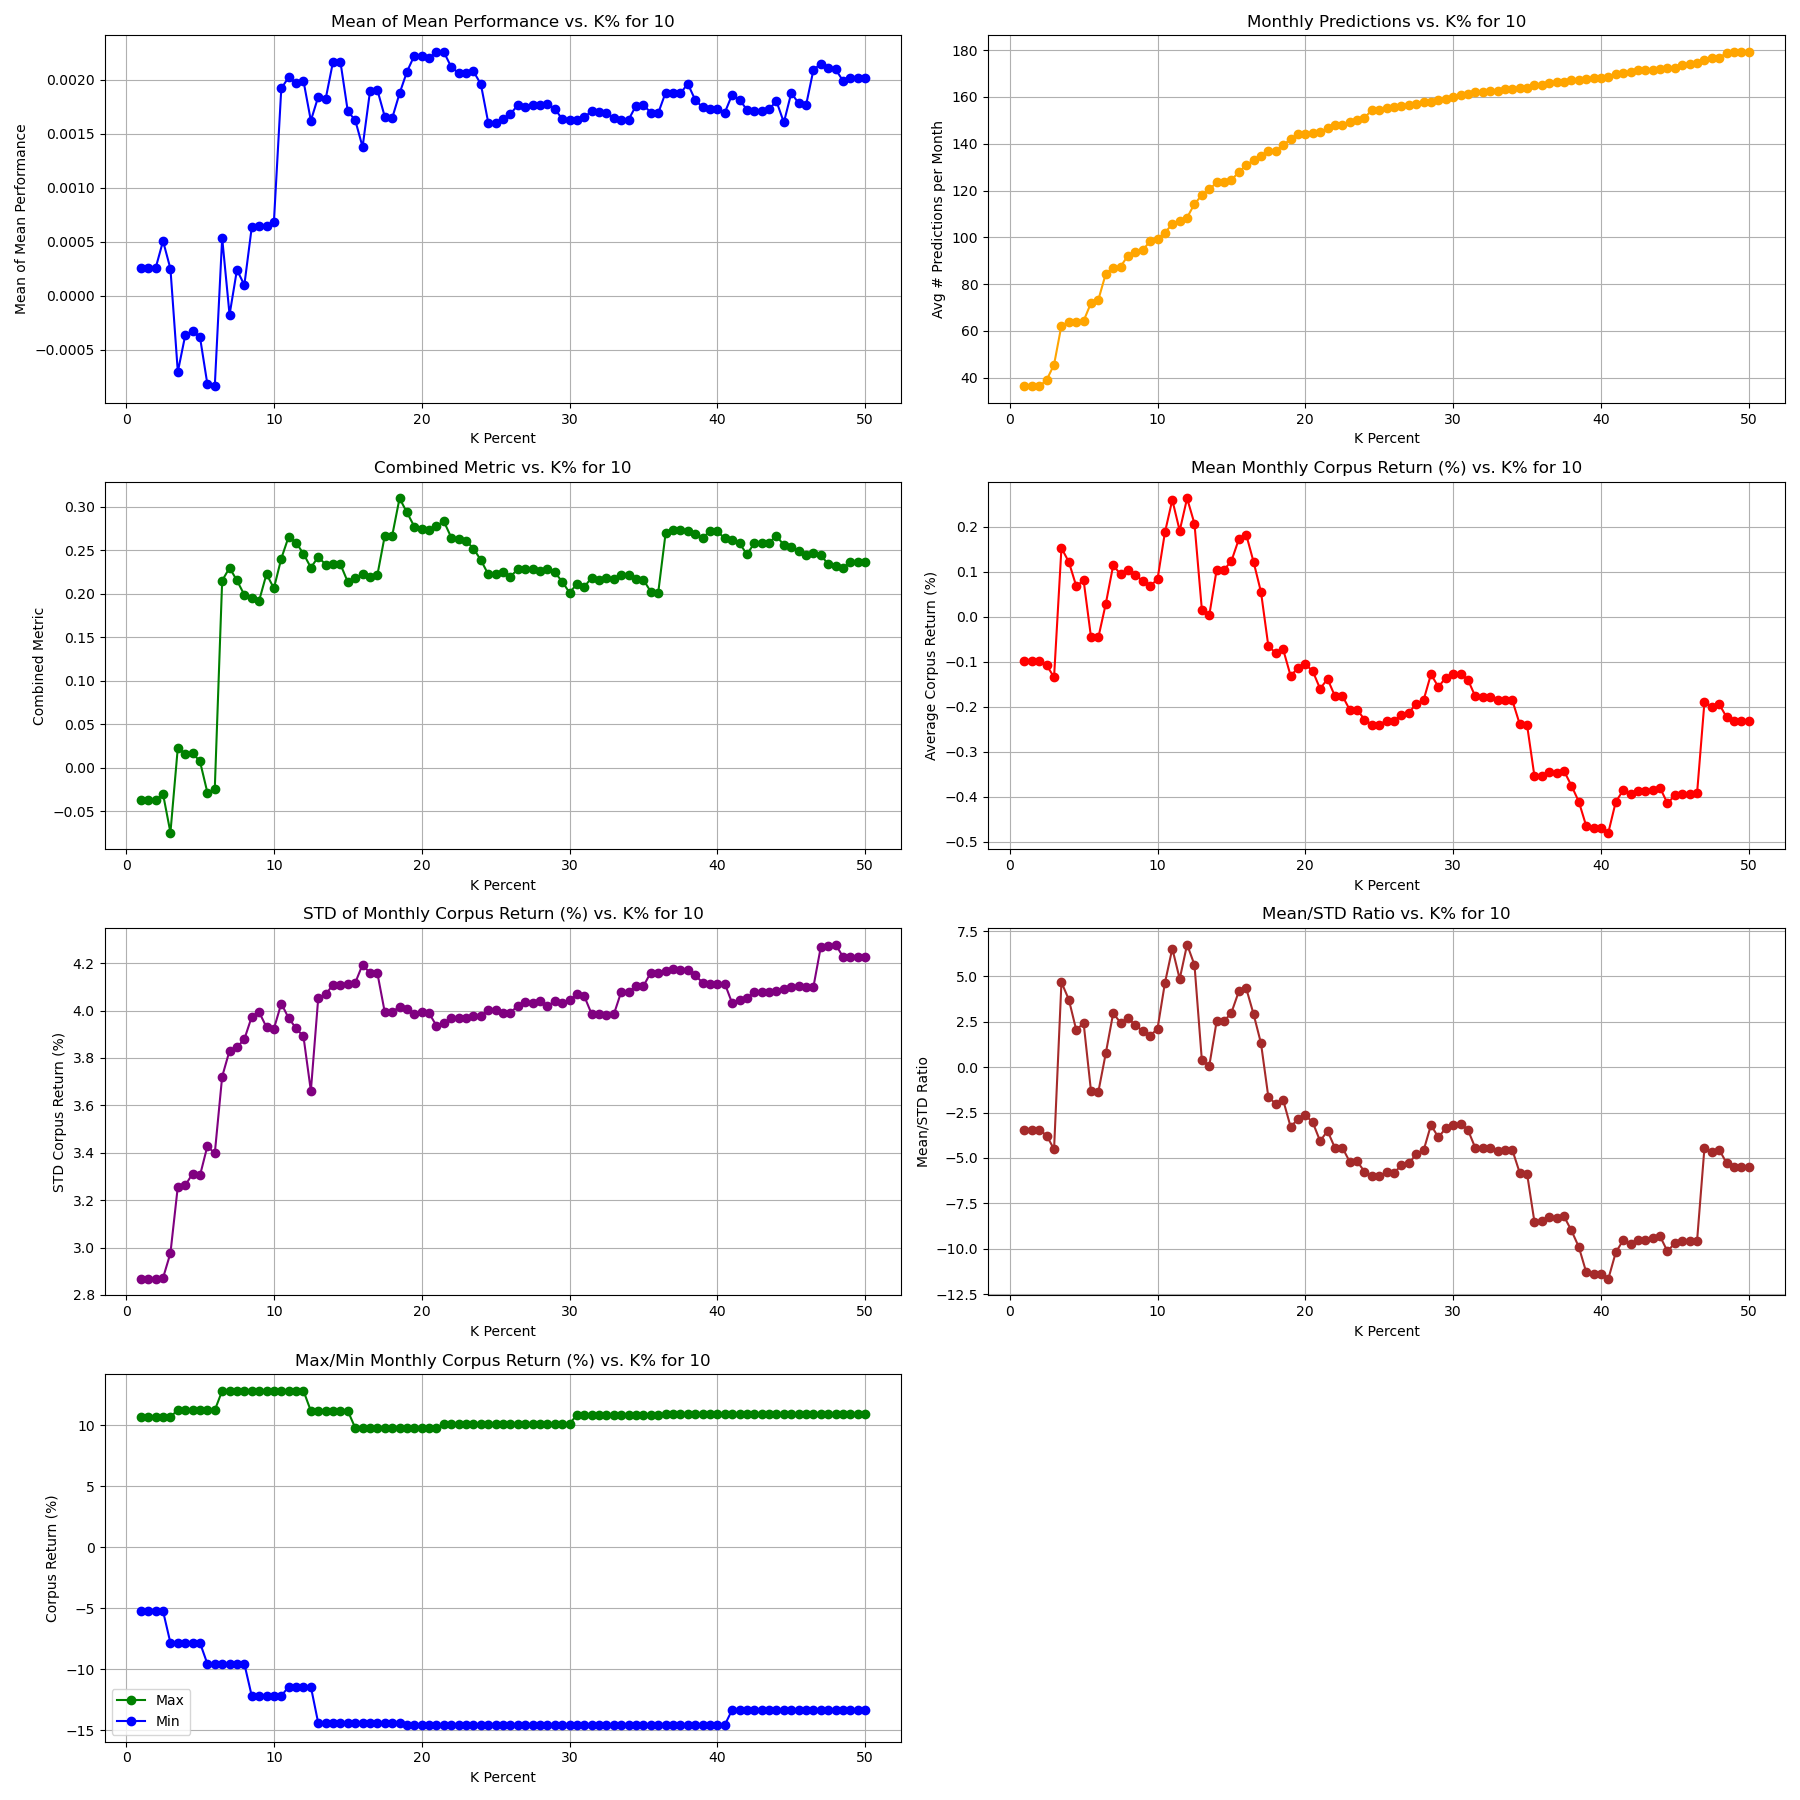 Mean of Mean Performance vs. K% for 10
Mean of Mean Performance
0.0020
0.0015
0.0010
0.0005
0.0000
−0.0005
0 10 20 30 40 50
K Percent
Monthly Predictions vs. K% for 10
Avg # Predictions per Month
180
160
140
120
100
80
60
40
0 10 20 30 40 50
K Percent
Combined Metric vs. K% for 10
Combined Metric
0.30
0.25
0.20
0.15
0.10
0.05
0.00
−0.05
0 10 20 30 40 50
K Percent
Mean Monthly Corpus Return (%) vs. K% for 10
Average Corpus Return (%)
0.2
0.1
0.0
−0.1
−0.2
−0.3
−0.4
−0.5
0 10 20 30 40 50
K Percent
STD of Monthly Corpus Return (%) vs. K% for 10
STD Corpus Return (%)
4.2
4.0
3.8
3.6
3.4
3.2
3.0
2.8
0 10 20 30 40 50
K Percent
Mean/STD Ratio vs. K% for 10
Mean/STD Ratio
7.5
5.0
2.5
0.0
−2.5
−5.0
−7.5
−10.0
−12.5
0 10 20 30 40 50
K Percent
Max/Min Monthly Corpus Return (%) vs. K% for 10
Corpus Return (%)
10
5
0
−5
−10
−15
Max
Min
0 10 20 30 40 50
K Percent